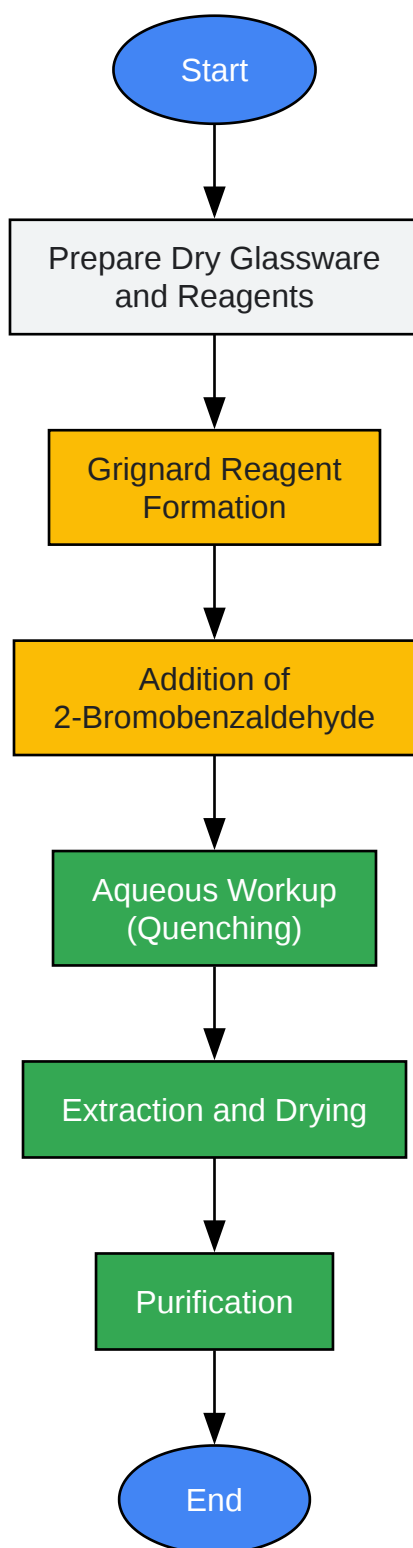 Start
Prepare Dry Glassware
and Reagents
Grignard Reagent
Formation
Addition of
2-Bromobenzaldehyde
Aqueous Workup
(Quenching)
Extraction and Drying
Purification
End